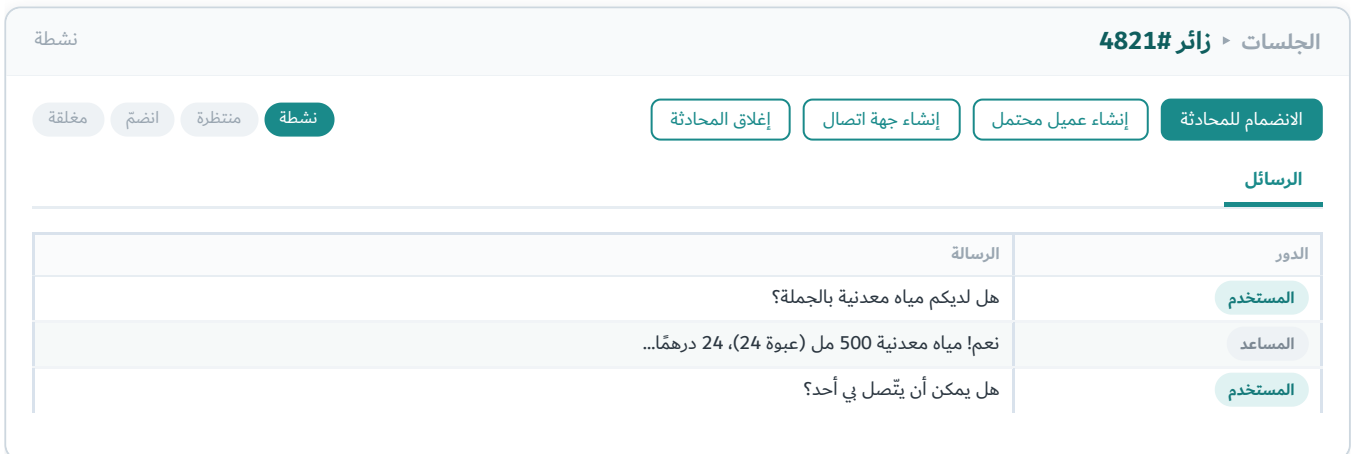 الجلسات ▸ زائر #4821 نشطة
الانضمام للمحادثة إنشاء عميل محتمل إنشاء جهة اتصال إغلاق المحادثة نشطة منتظرة انضمّ مغلقة
الرسائل
الدور الرسالة
المستخدم هل لديكم مياه معدنية بالجملة؟
المساعد نعم! مياه معدنية 500 مل (عبوة 24)، 24 درهمًا...
المستخدم هل يمكن أن يتّصل بي أحد؟